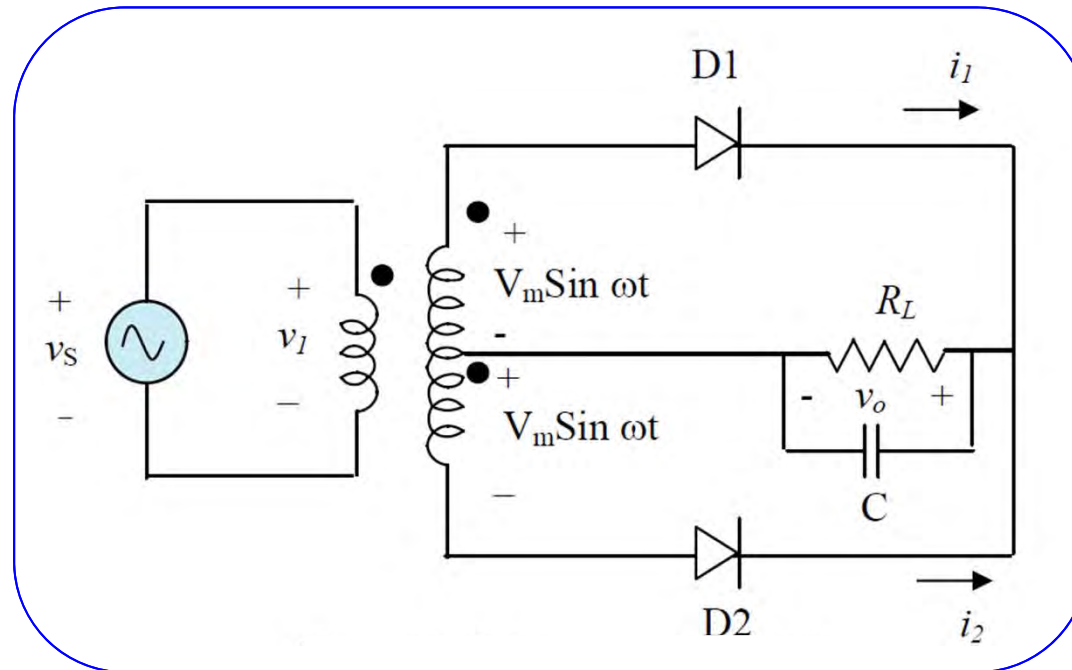 D1
i1
+
VmSin ωt
-
+
vS
–
+
v1
–
RL
- vo +
C
+
VmSin ωt
–
D2
i2